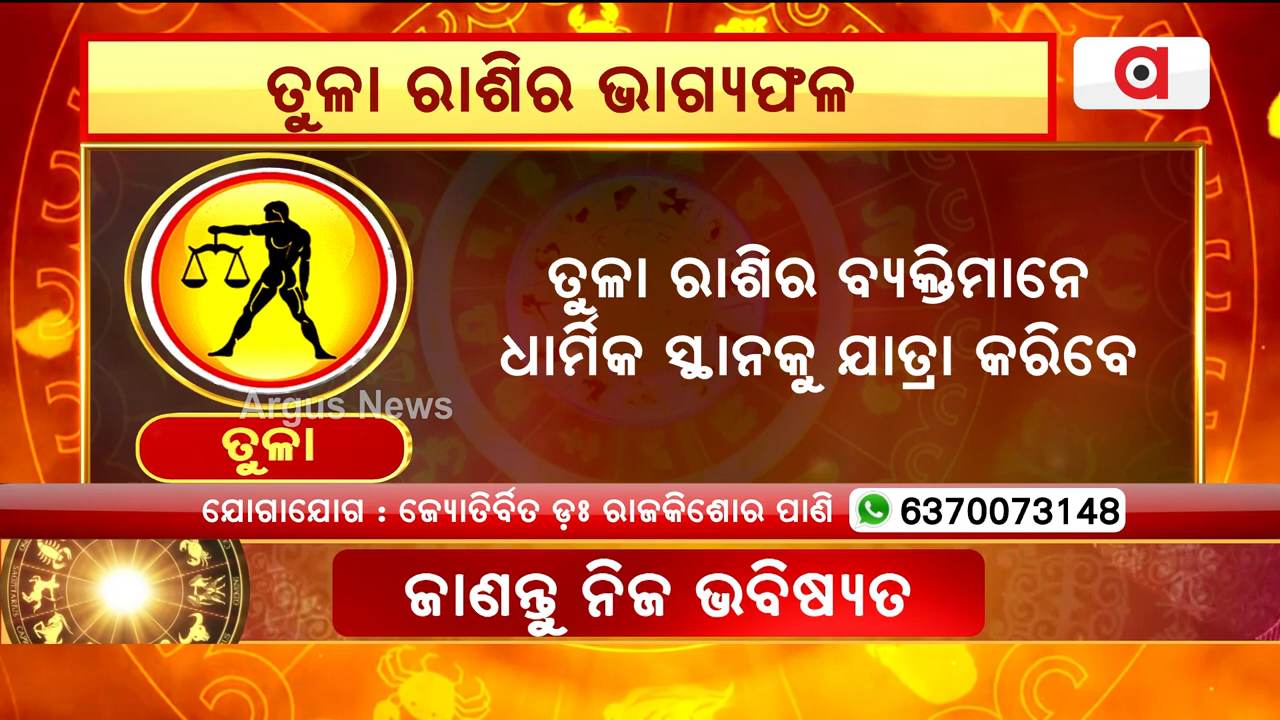 ତୁଳା ରାଶିର ଭାଗ୍ୟଫଳ
a
ତୁଳା ରାଶିର ବ୍ୟକ୍ତିମାନେ
ଧାର୍ମିକ ସ୍ଥାନକୁ ଯାତ୍ରା କରିବେ
Argus News
ତୁଳା
ଯୋଗାଯୋଗ : ଜ୍ୟୋତିର୍ବିତ ଡ଼ଃ ରାଜକିଶୋର ପାଣି 6370073148
ଜାଣନ୍ତୁ ନିଜ ଭବିଷ୍ୟତ